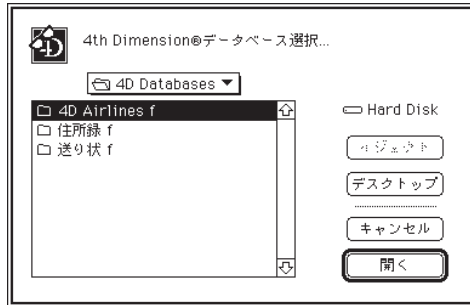 4D
4th Dimension®データベース選択...
4D Databases
4D Airlines f
住所録 f
送り状 f
Hard Disk
イジェクト
デスクトップ
キャンセル
開く